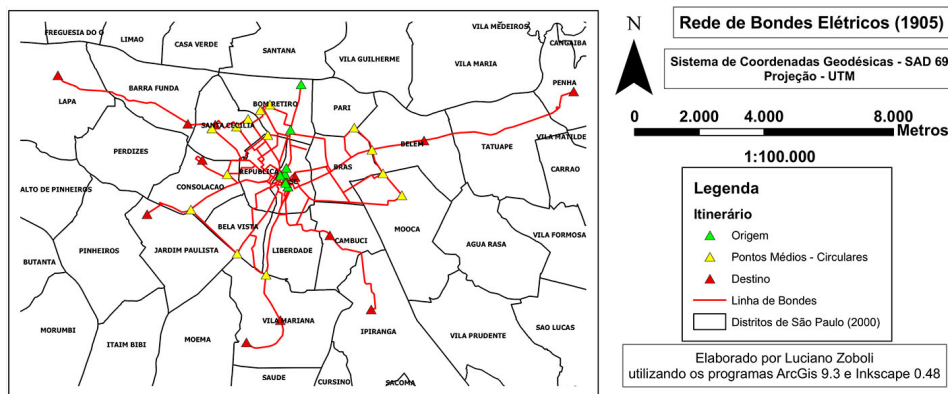 FREGUESIA DO O
LIMAO
CASA VERDE
SANTANA
VILA GUILHERME
VILA MEDEIROS
VILA MARIA
CANGAIBA
PENHA
LAPA
BARRA FUNDA
BOM RETIRO
PARI
SANTA CECILIA
BELEM
TATUAPE
VILA MATILDE
PERDIZES
BRAS
CARRAO
REPUBLICA
ALTO DE PINHEIROS
CONSOLACAO
BELA VISTA
MOOCA
VILA FORMOSA
PINHEIROS
JARDIM PAULISTA
LIBERDADE
CAMBUCI
AGUA RASA
BUTANTA
VILA MARIANA
IPIRANGA
MORUMBI
ITAIM BIBI
MOEMA
VILA PRUDENTE
SAO LUCAS
SAUDE
CURSINO
SACOMA
N
Rede de Bondes Elétricos (1905)
Sistema de Coordenadas Geodésicas - SAD 69
Projeção - UTM
0 2.000 4.000 8.000
Metros
1:100.000
Legenda
Itinerário
Origem
Pontos Médios - Circulares
Destino
Linha de Bondes
Distritos de São Paulo (2000)
Elaborado por Luciano Zoboli
utilizando os programas ArcGis 9.3 e Inkscape 0.48